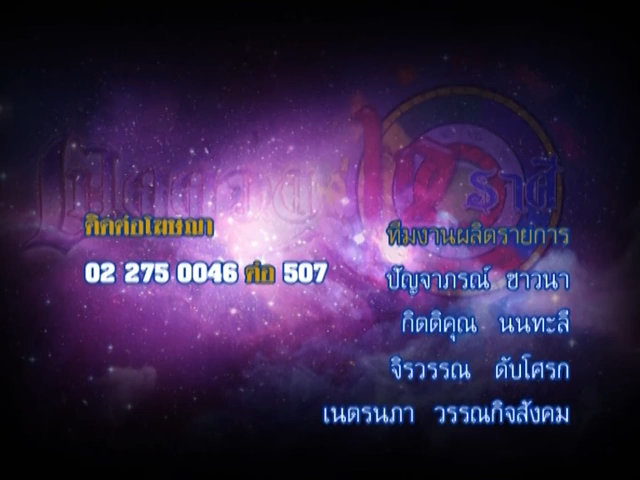 ราศี
ติดต่อโฆษณา
02 275 0046 ต่อ 507
ทีมงานผลิตรายการ
ปัญจาภรณ์ ชาวนา
กิตติคุณ นนทะลี
จิรวรรณ ดับโศรก
เนตรนภา วรรณกิจสังคม